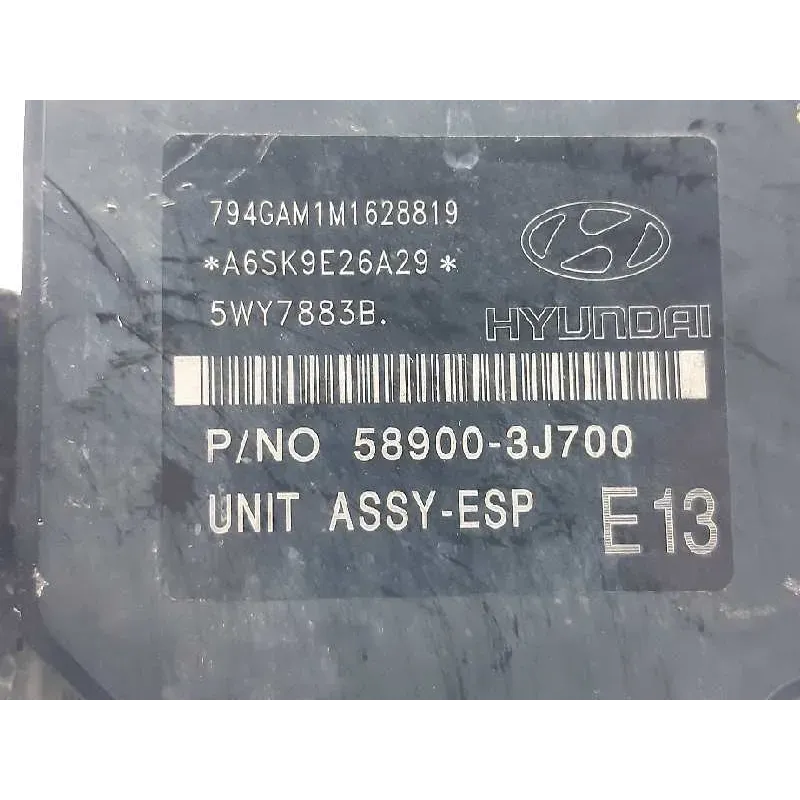 794GAM1M1628819
*A6SK9E26A29*
5WY7883B.
HYUNDAI
P/NO 58900-3J700
UNIT ASSY-ESP
E13